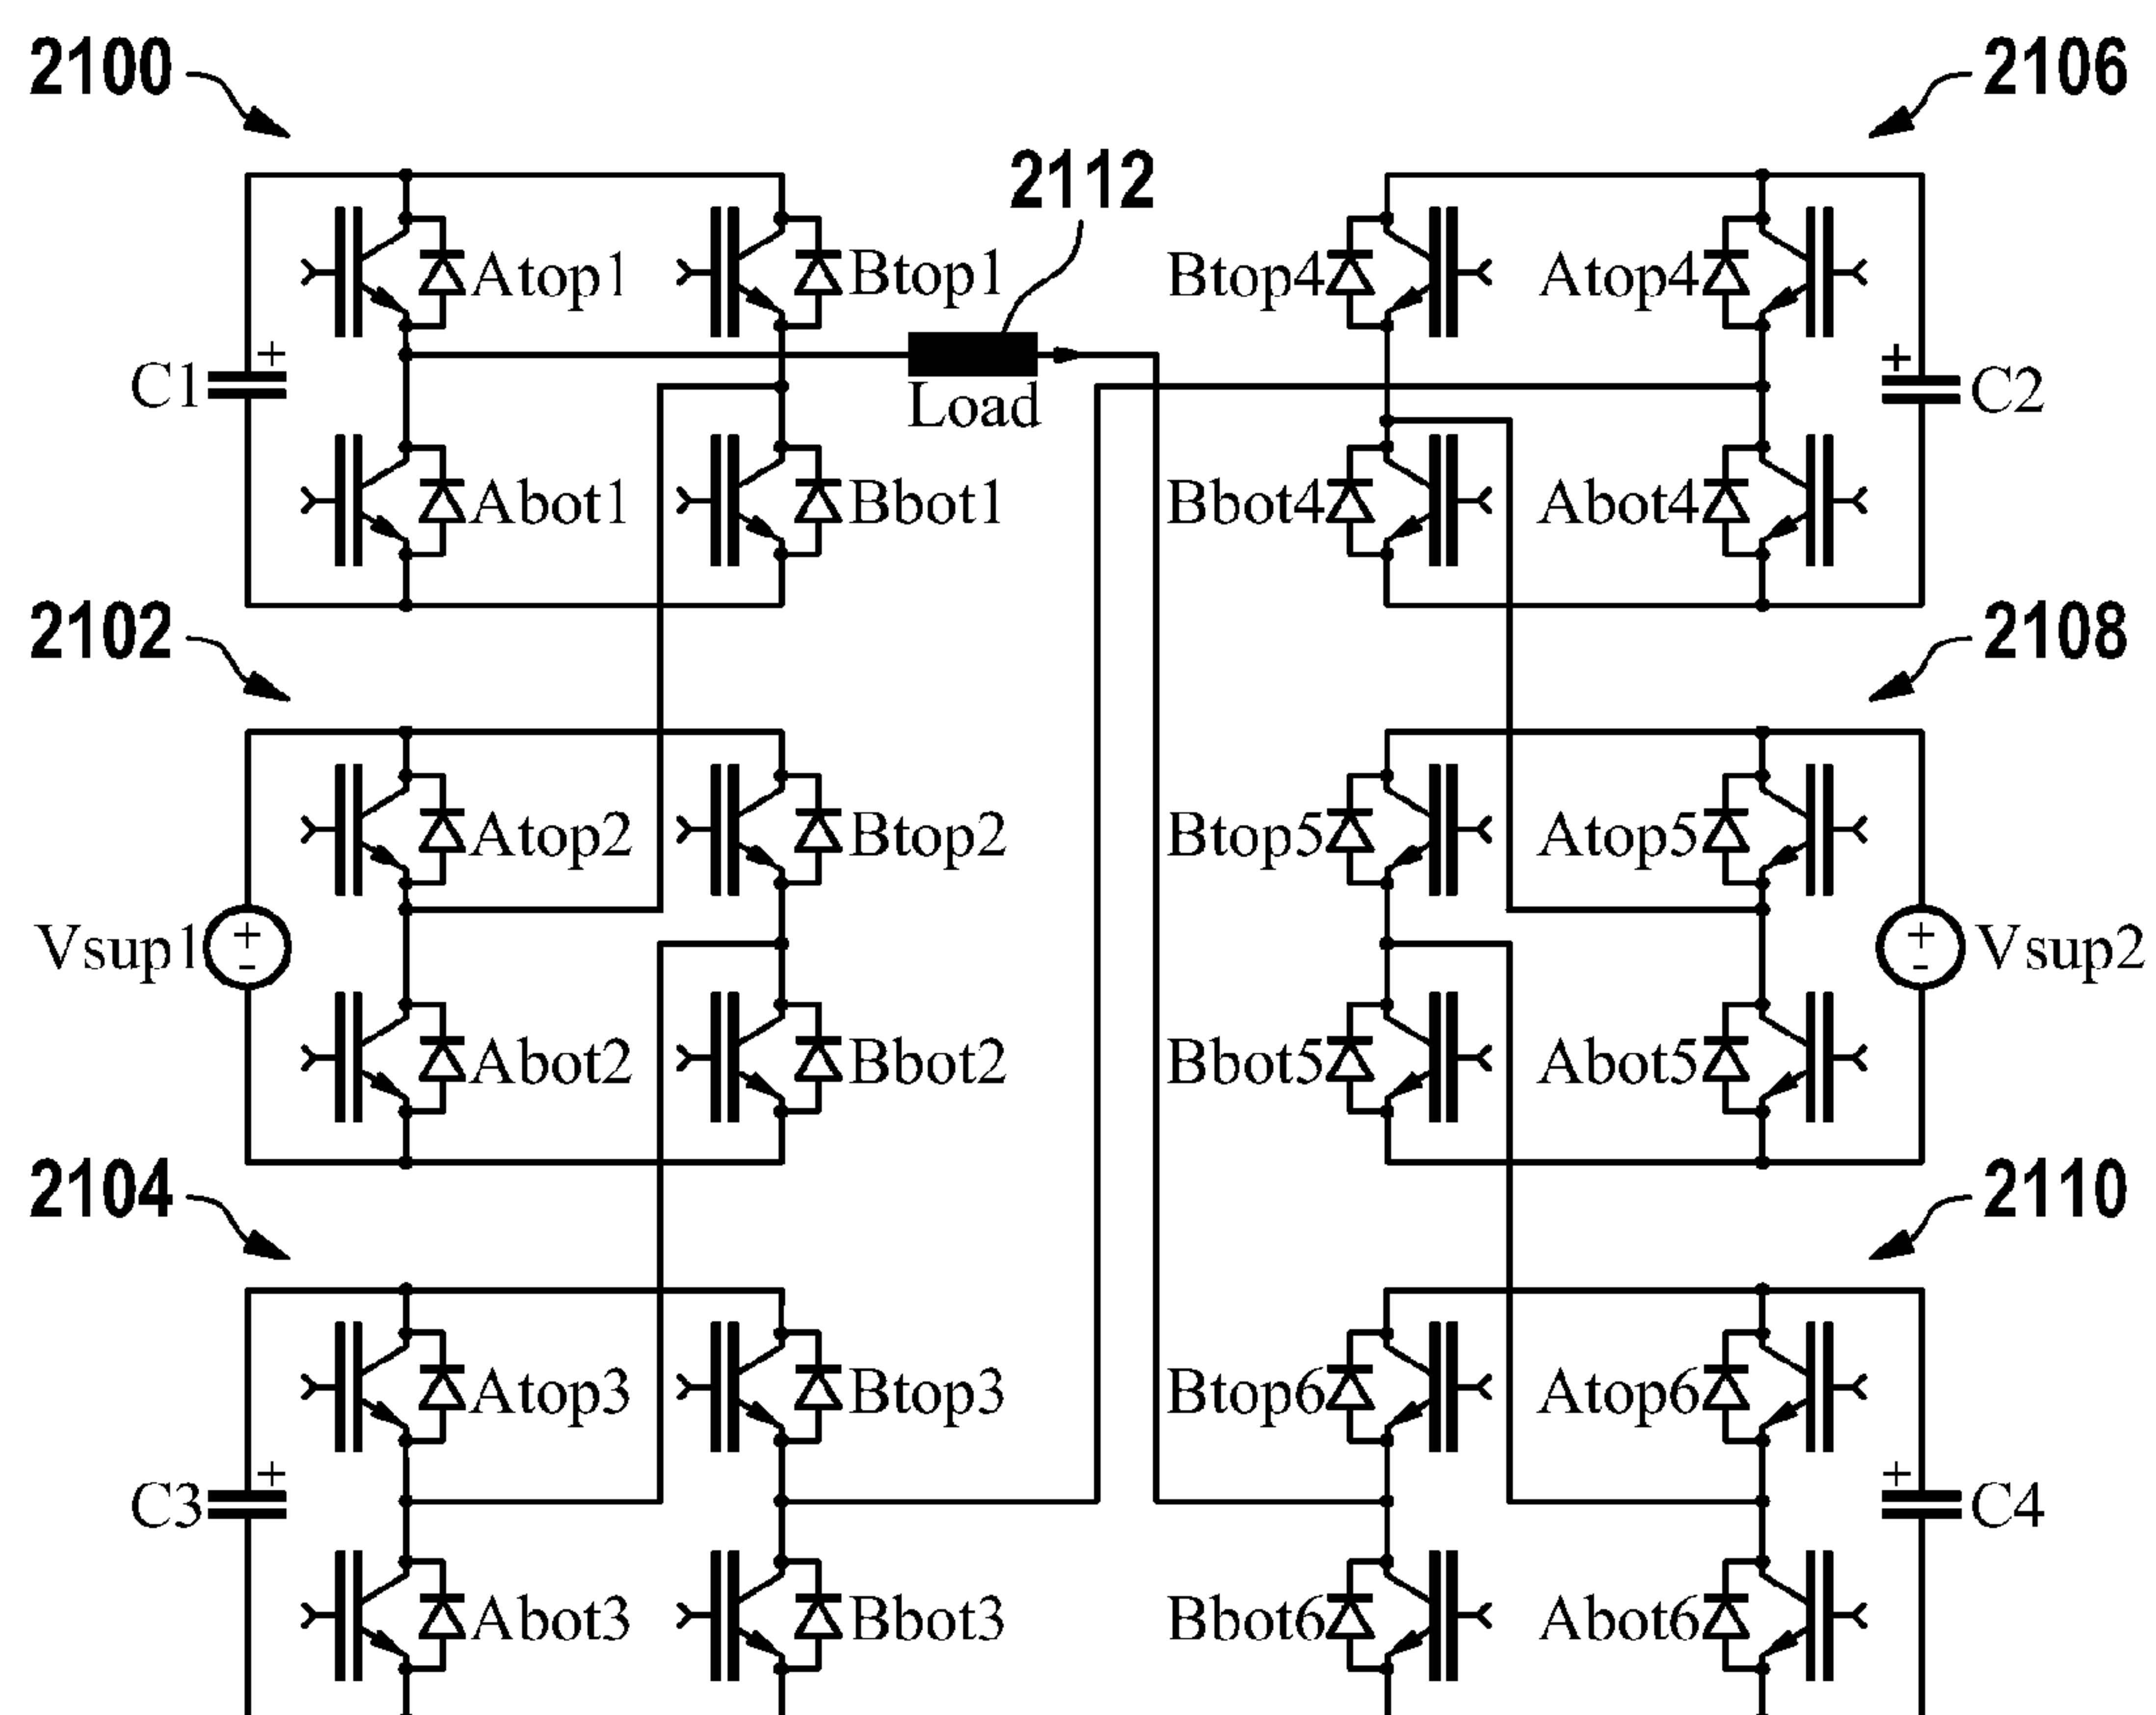 2100
2106
2112
Atop1
Btop1
Btop4
Atop4
+
C1
Load
+
C2
Abot1
Bbot1
Bbot4
Abot4
2102
2108
Atop2
Btop2
Btop5
Atop5
Vsup1
+
-
+
-
Vsup2
Abot2
Bbot2
Bbot5
Abot5
2104
2110
Atop3
Btop3
Btop6
Atop6
C3
+
+
C4
Abot3
Bbot3
Bbot6
Abot6